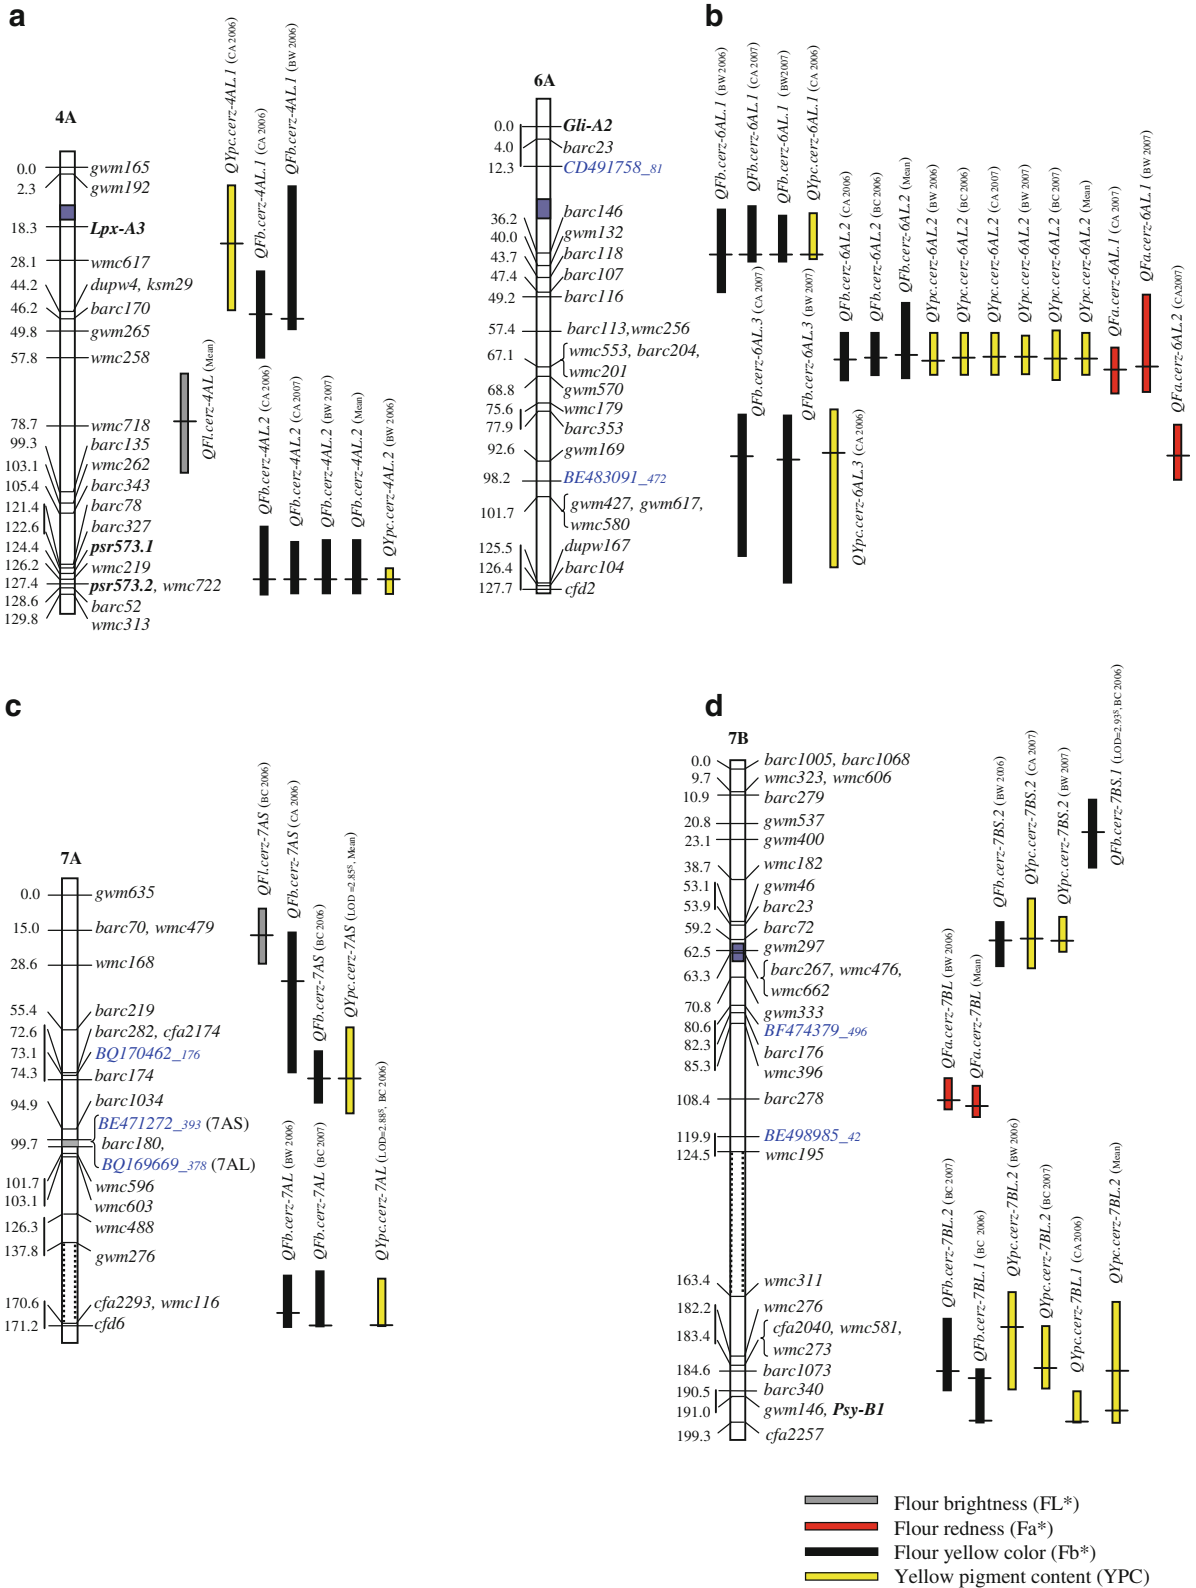 a
4A
0.0 gwm165
2.3 gwm192
18.3 Lpx-A3
28.1 wmc617
44.2 dupw4, ksm29
46.2 barc170
49.8 gwm265
57.8 wmc258
78.7 wmc718
99.3 barc135
103.1 wmc262
105.4 barc343
121.4 barc78
122.6 barc327
124.4 psr573.1
126.2 wmc219
127.4 psr573.2, wmc722
128.6 barc52
129.8 wmc313
QFl.cerz-4AL (Mean)
QYpc.cerz-4AL.1 (CA 2006)
QFb.cerz-4AL.1 (CA 2006)
QFb.cerz-4AL.1 (BW 2006)
QFb.cerz-4AL.2 (CA 2006)
QFb.cerz-4AL.2 (CA 2007)
QFb.cerz-4AL.2 (BW 2007)
QFb.cerz-4AL.2 (Mean)
QYpc.cerz-4AL.2 (BW 2006)
b
6A
0.0 Gli-A2
4.0 barc23
12.3 CD491758_81
36.2 barc146
40.0 gwm132
43.7 barc118
47.4 barc107
49.2 barc116
57.4 barc113,wmc256
67.1 wmc553, barc204,
wmc201
68.8 gwm570
75.6 wmc179
77.9 barc353
92.6 gwm169
98.2 BE483091_472
101.7 gwm427, gwm617,
wmc580
125.5 dupw167
126.4 barc104
127.7 cfd2
QFb.cerz-6AL.1 (BW 2006)
QFb.cerz-6AL.1 (CA 2007)
QFb.cerz-6AL.1 (BW2007)
QYpc.cerz-6AL.1 (CA 2006)
QFb.cerz-6AL.3 (CA 2007)
QFb.cerz-6AL.3 (BW 2007)
QYpc.cerz-6AL.3 (CA 2006)
QFb.cerz-6AL.2 (CA 2006)
QFb.cerz-6AL.2 (BC 2006)
QFb.cerz-6AL.2 (Mean)
QYpc.cerz-6AL.2 (BW 2006)
QYpc.cerz-6AL.2 (BC 2006)
QYpc.cerz-6AL.2 (CA 2007)
QYpc.cerz-6AL.2 (BW 2007)
QYpc.cerz-6AL.2 (BC 2007)
QYpc.cerz-6AL.2 (Mean)
QFa.cerz-6AL.1 (CA 2007)
QFa.cerz-6AL.1 (BW 2007)
QFa.cerz-6AL.2 (CA2007)
c
7A
0.0 gwm635
15.0 barc70, wmc479
28.6 wmc168
55.4 barc219
72.6 barc282, cfa2174
73.1 BQ170462_176
74.3 barc174
94.9 barc1034
BE471272_393 (7AS)
99.7 barc180,
BQ169669_378 (7AL)
101.7 wmc596
103.1 wmc603
126.3 wmc488
137.8 gwm276
170.6 cfa2293, wmc116
171.2 cfd6
QFl.cerz-7AS (BC 2006)
QFb.cerz-7AS (CA 2006)
QFb.cerz-7AS (BC 2006)
QYpc.cerz-7AS (LOD =2.85S, Mean)
QFb.cerz-7AL (BW 2006)
QFb.cerz-7AL (BC 2007)
QYpc.cerz-7AL (LOD=2.88S, BC 2006)
d
7B
0.0 barc1005, barc1068
9.7 wmc323, wmc606
10.9 barc279
20.8 gwm537
23.1 gwm400
38.7 wmc182
53.1 gwm46
53.9 barc23
59.2 barc72
62.5 gwm297
63.3 barc267, wmc476,
wmc662
70.8 gwm333
80.6 BF474379_496
82.3 barc176
85.3 wmc396
108.4 barc278
119.9 BE498985_42
124.5 wmc195
163.4 wmc311
182.2 wmc276
183.4 cfa2040, wmc581,
wmc273
184.6 barc1073
190.5 barc340
191.0 gwm146, Psy-B1
199.3 cfa2257
QFa.cerz-7BL (BW 2006)
QFa.cerz-7BL (Mean)
QFb.cerz-7BS.2 (BW 2006)
QYpc.cerz-7BS.2 (CA 2007)
QYpc.cerz-7BS.2 (BW 2007)
QFb.cerz-7BS.1 (LOD=2.93S, BC 2006)
QFb.cerz-7BL.2 (BC 2007)
QFb.cerz-7BL.1 (BC 2006)
QYpc.cerz-7BL.2 (BW 2006)
QYpc.cerz-7BL.2 (BC 2007)
QYpc.cerz-7BL.1 (CA 2006)
QYpc.cerz-7BL.2 (Mean)
Flour brightness (FL*)
Flour redness (Fa*)
Flour yellow color (Fb*)
Yellow pigment content (YPC)